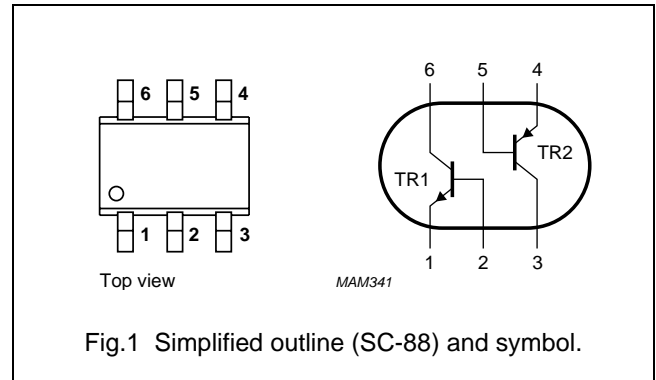 6 5 4
1 2 3
Top view
6 5 4
TR1
TR2
1 2 3
MAM341
Fig.1 Simplified outline (SC-88) and symbol.